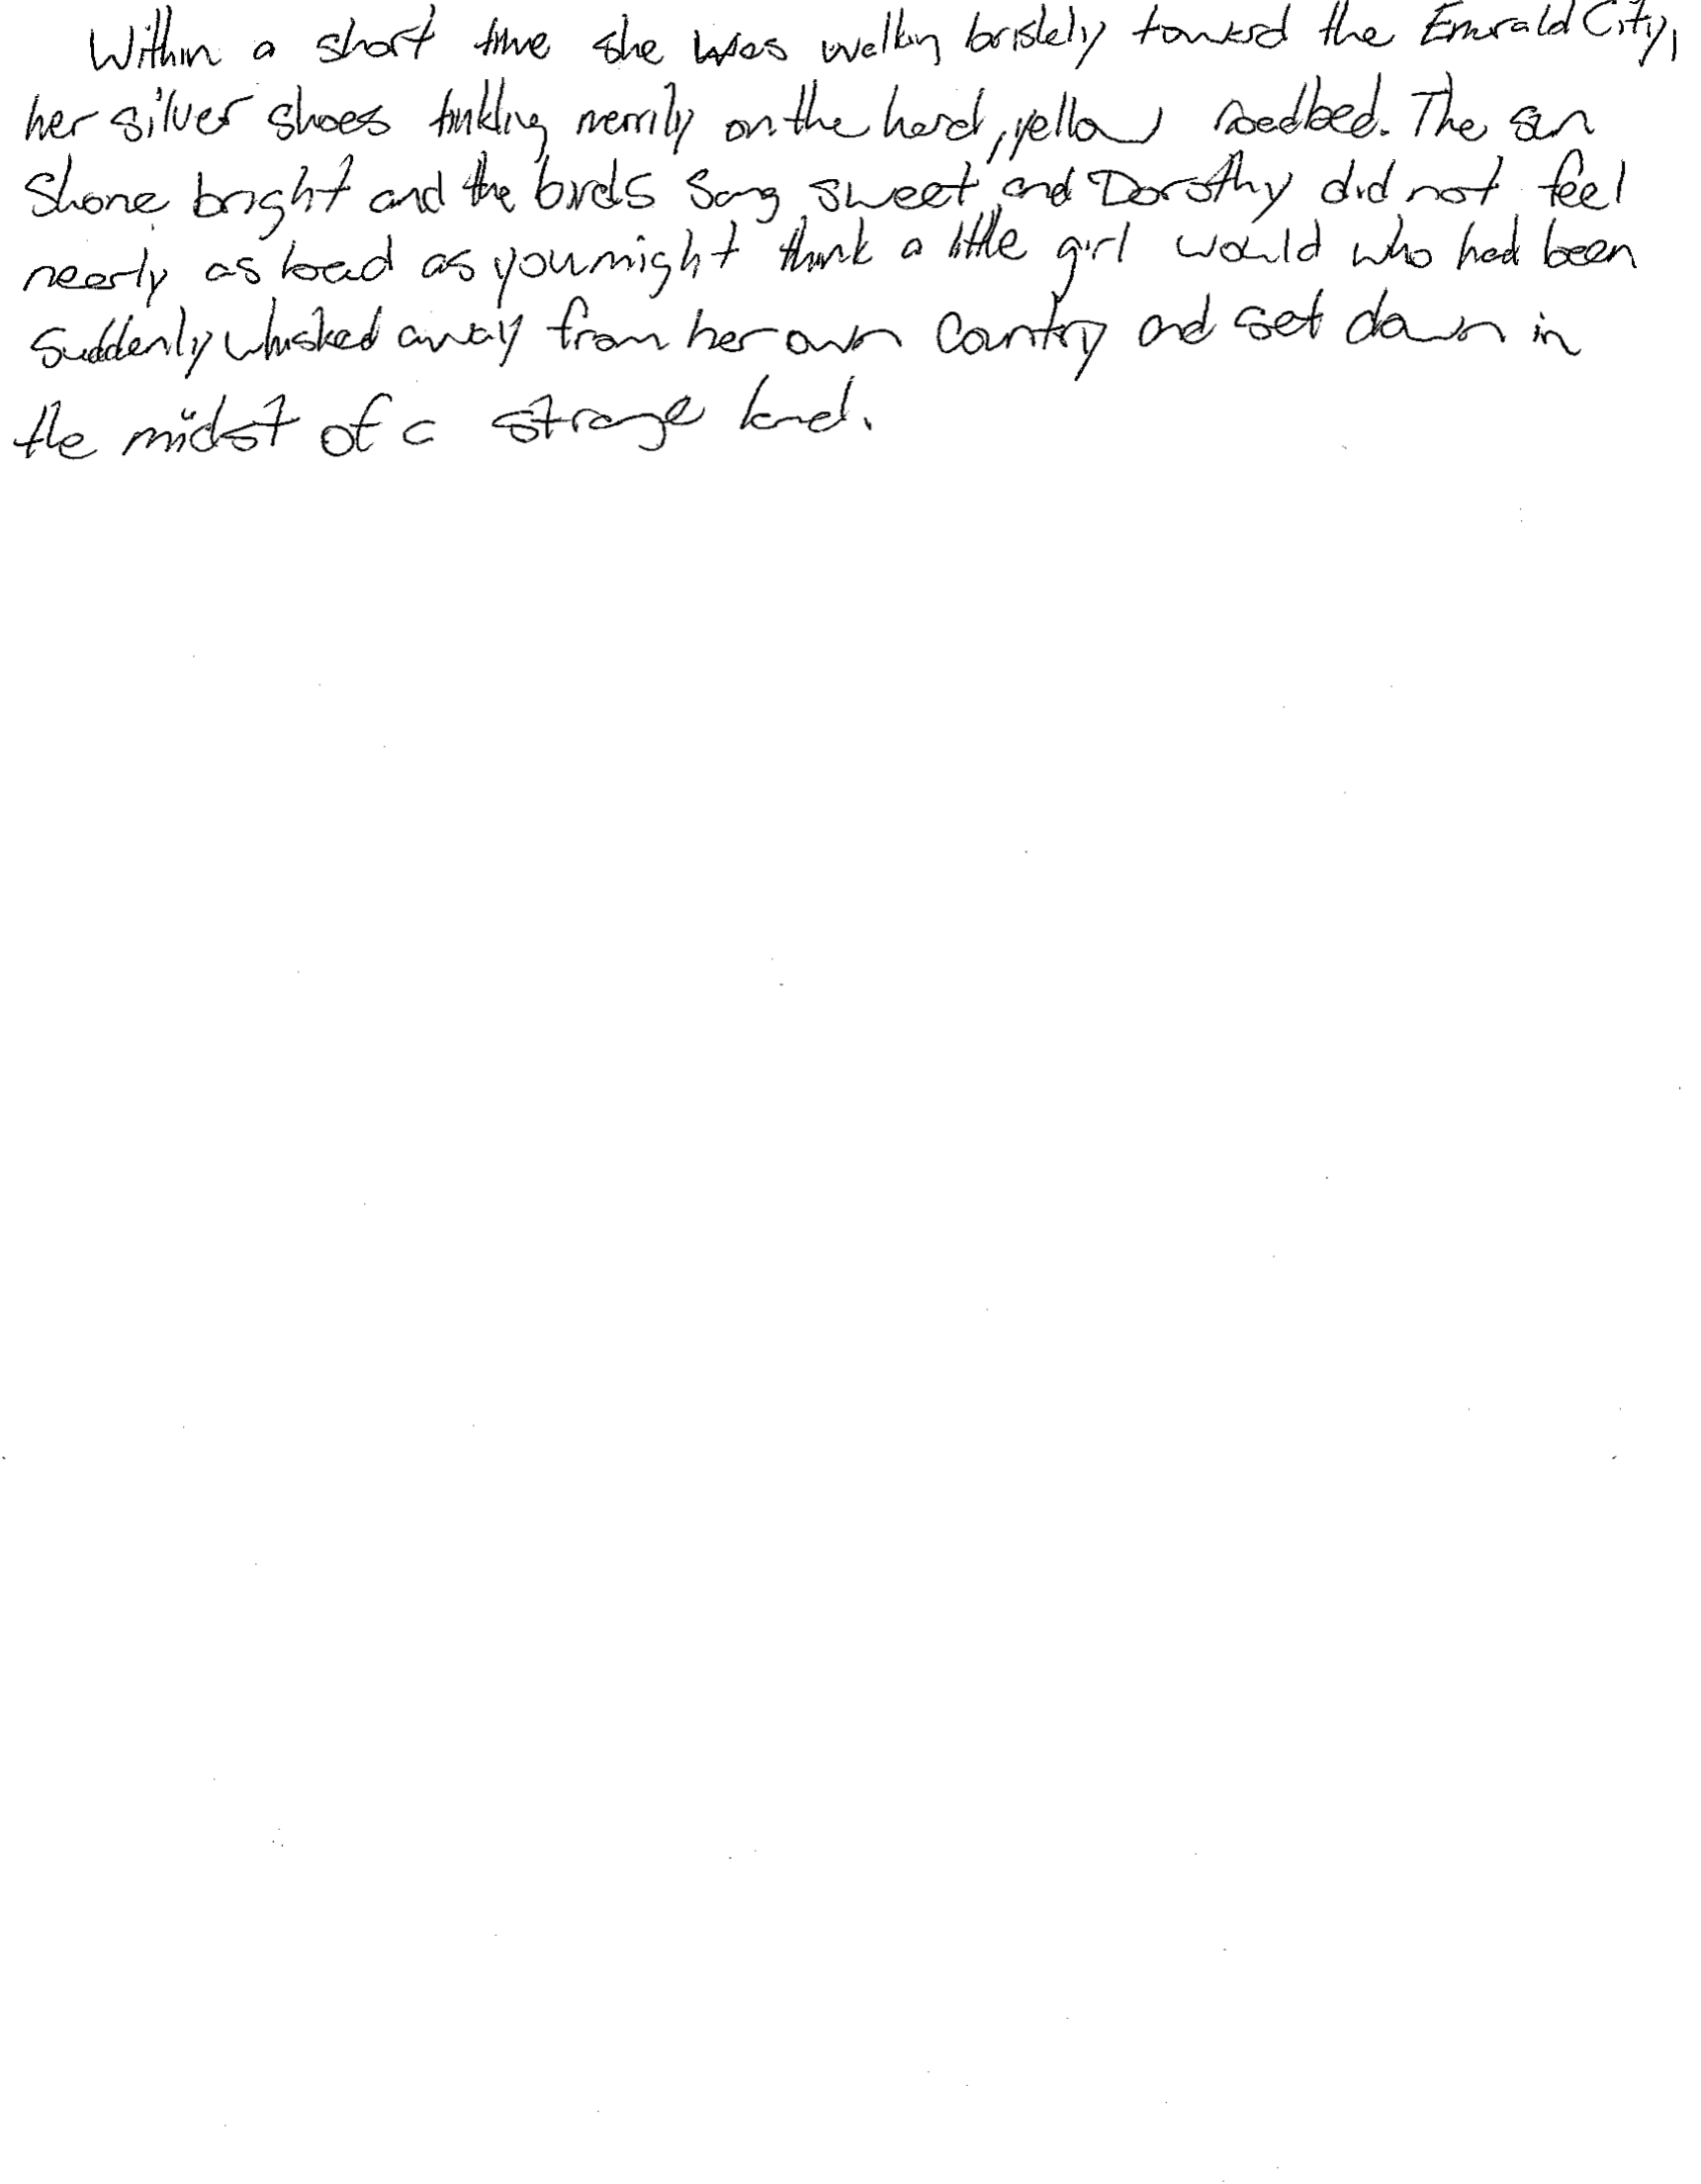 Within a short time she was walking briskly toward the Emerald City,
her silver shoes tinkling merrily on the hard, yellow roadbed. The sun
shone bright and the birds sang sweet and Dorothy did not feel
nearly as bad as you might think a little girl would who had been
suddenly whisked away from her own country and set down in
the midst of a strange land.